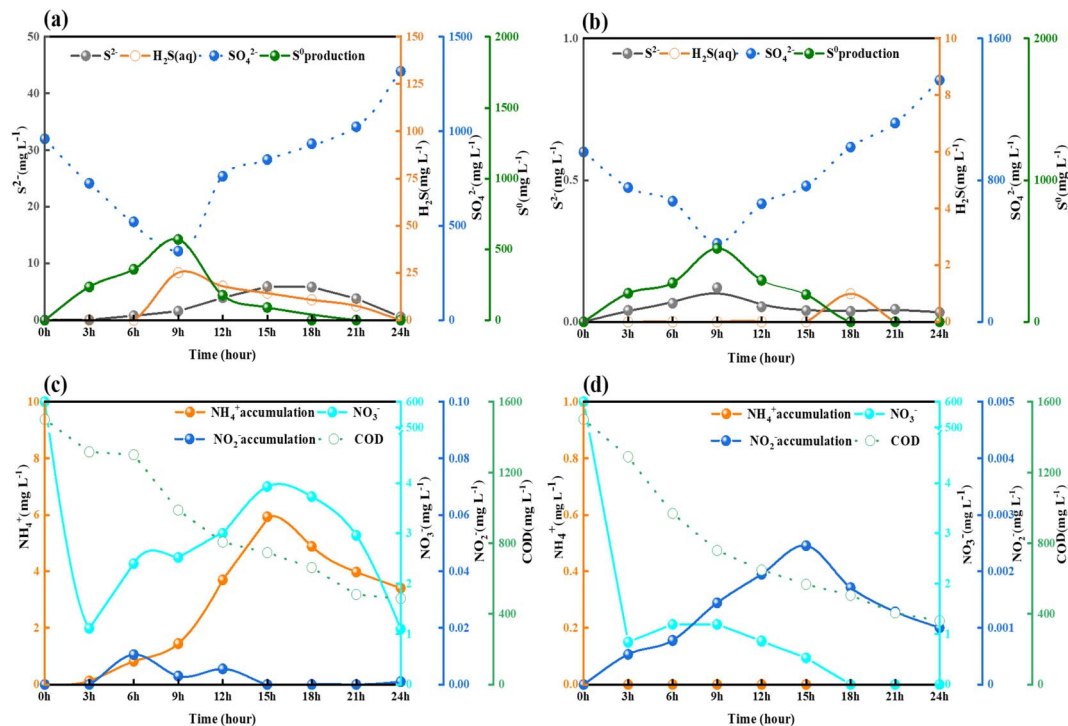 (a)
50
40
30
20
10
0
S²⁻(mg L⁻¹)
S²⁻ H₂S(aq) SO₄²⁻ S⁰production
0h 3h 6h 9h 12h 15h 18h 21h 24h
Time (hour)
150
125
100
75
50
25
0
H₂S(mg L⁻¹)
1500
1000
500
0
SO₄²⁻(mg L⁻¹)
2000
1500
1000
500
0
S⁰(mg L⁻¹)
(b)
1.0
0.5
0.0
S²⁻(mg L⁻¹)
S²⁻ H₂S(aq) SO₄²⁻ S⁰production
0h 3h 6h 9h 12h 15h 18h 21h 24h
Time (hour)
10
8
6
4
2
0
H₂S(mg L⁻¹)
1600
800
0
SO₄²⁻(mg L⁻¹)
2000
1000
0
S⁰(mg L⁻¹)
(c)
10
8
6
4
2
0
NH₄⁺(mg L⁻¹)
NH₄⁺accumulation NO₃⁻
NO₂⁻accumulation COD
0h 3h 6h 9h 12h 15h 18h 21h 24h
Time (hour)
600
500
4
3
2
1
0
NO₃⁻(mg L⁻¹)
0.10
0.08
0.06
0.04
0.02
0.00
NO₂⁻(mg L⁻¹)
1600
1200
800
400
0
COD(mg L⁻¹)
(d)
1.0
0.8
0.6
0.4
0.2
0.0
NH₄⁺(mg L⁻¹)
NH₄⁺accumulation NO₃⁻
NO₂⁻accumulation COD
0h 3h 6h 9h 12h 15h 18h 21h 24h
Time (hour)
600
500
4
3
2
1
0
NO₃⁻(mg L⁻¹)
0.005
0.004
0.003
0.002
0.001
0.000
NO₂⁻(mg L⁻¹)
1600
1200
800
400
0
COD(mg L⁻¹)